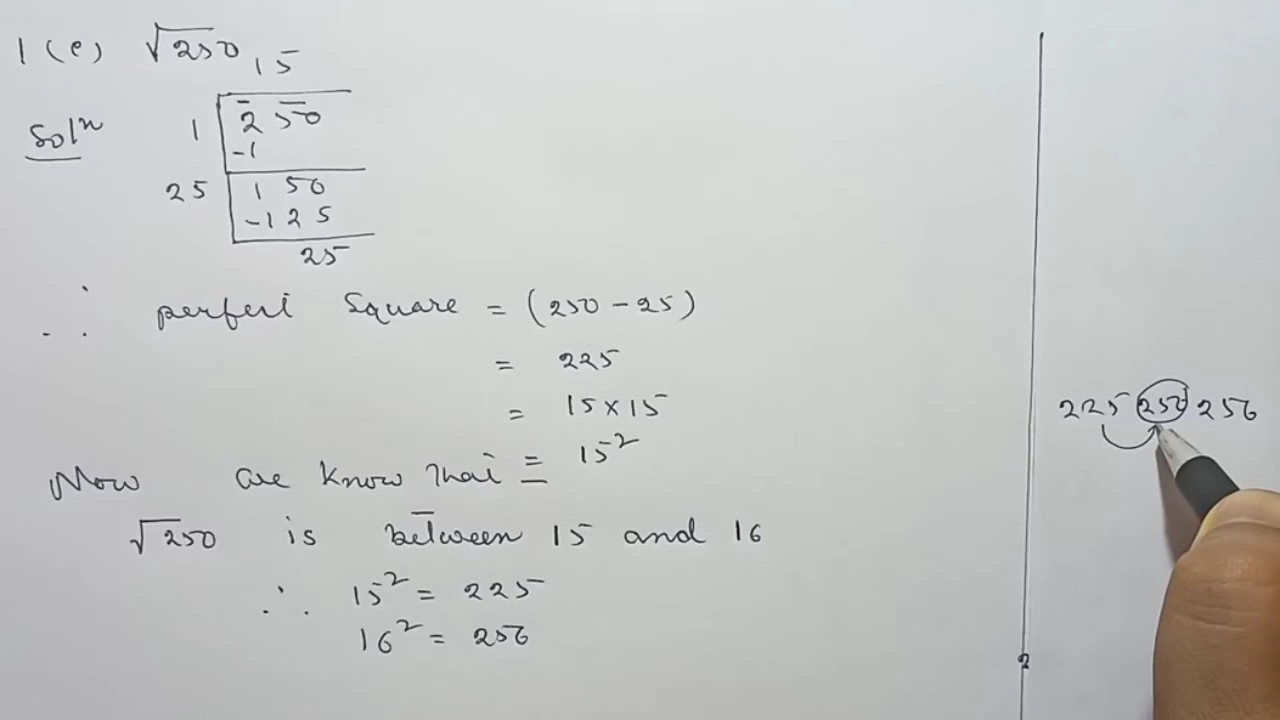 1 (e) √250
15
Solⁿ 1 2 50
-1
25 1 50
-1 2 5
25
∴ perfect Square = (250 - 25)
= 225
= 15 x 15
= 15²
Now we know that
√250 is between 15 and 16
∴ 15² = 225
16² = 256
225 250 256